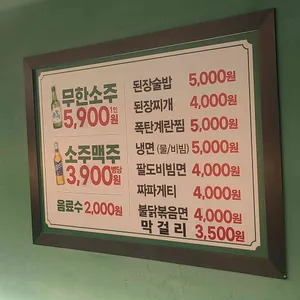 무한소주
5,900원 1인
소주맥주
3,900원 병당
음료수 2,000원
된장술밥 5,000원
된장찌개 4,000원
폭탄계란찜 5,000원
냉면 (물/비빔) 5,000원
팔도비빔면 4,000원
짜파게티 4,000원
불닭볶음면 4,000원
막걸리 3,500원